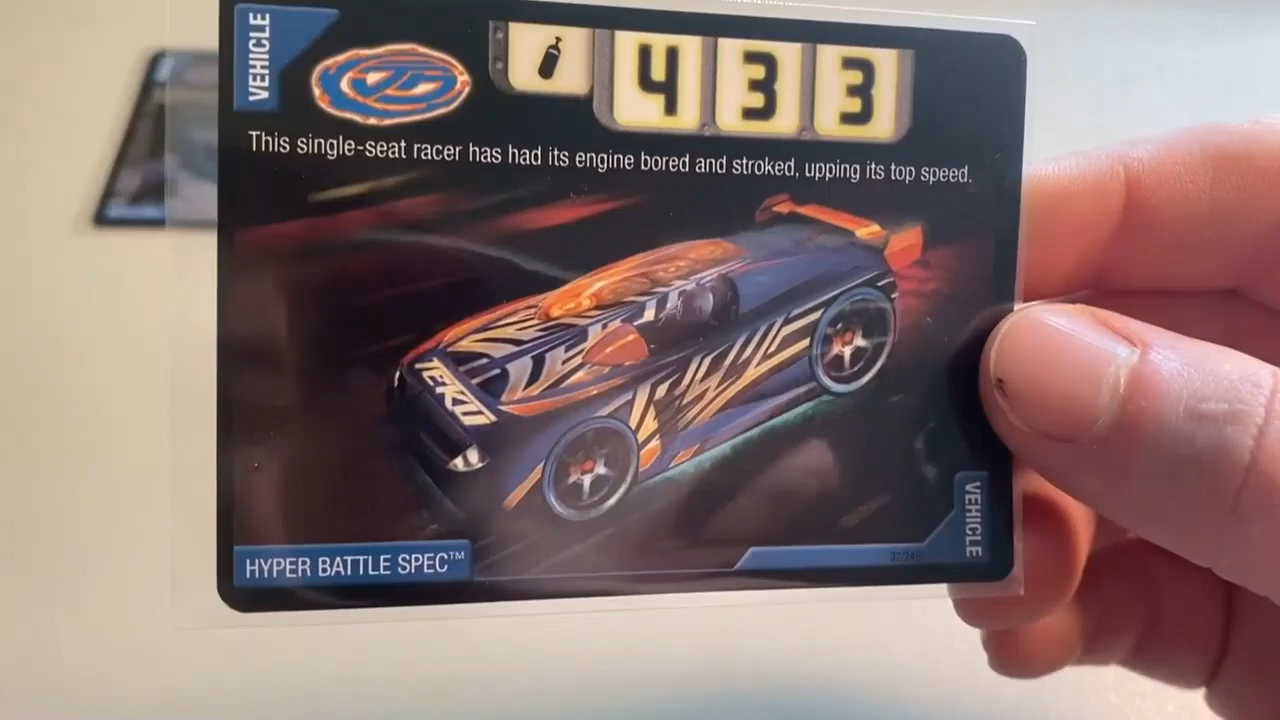 VEHICLE
4 3 3
This single-seat racer has had its engine bored and stroked, upping its top speed.
TEKU
HYPER BATTLE SPEC™
VEHICLE